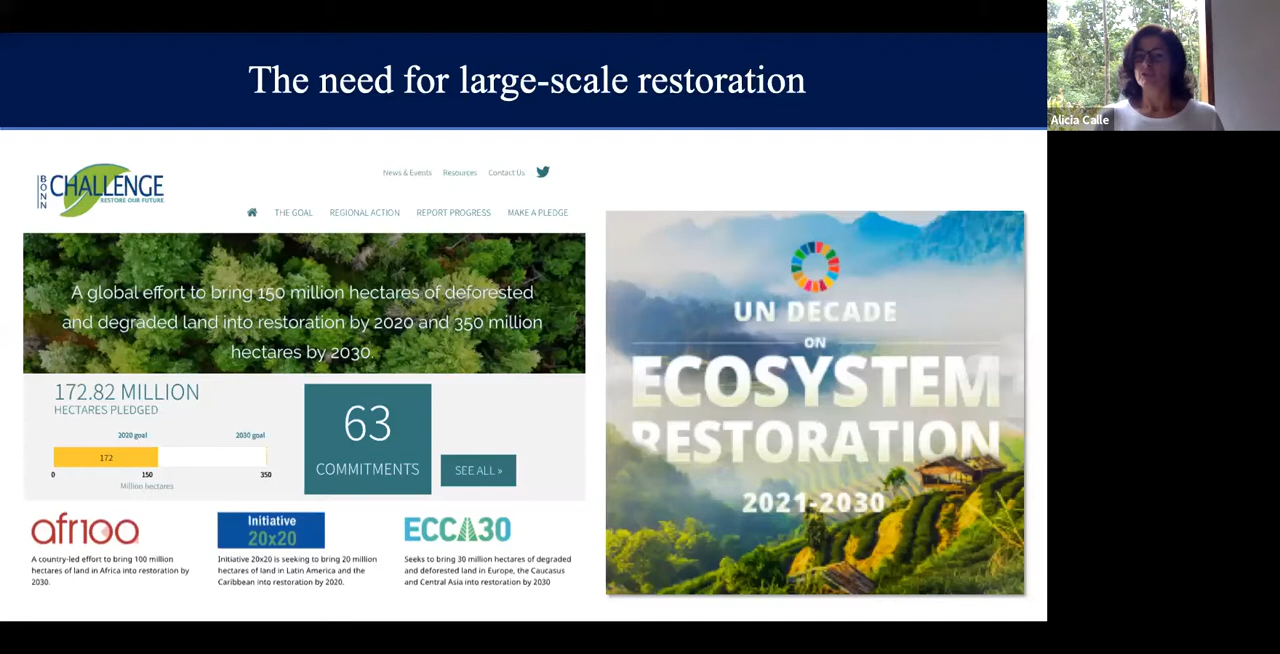 The need for large-scale restoration
Alicia Calle
BONN
CHALLENGE
RESTORE OUR FUTURE
News & Events Resources Contact Us
THE GOAL REGIONAL ACTION REPORT PROGRESS MAKE A PLEDGE
A global effort to bring 150 million hectares of deforested
and degraded land into restoration by 2020 and 350 million
hectares by 2030.
172.82 MILLION
HECTARES PLEDGED
2020 goal 2030 goal
172
0 150 350
Million hectares
63
COMMITMENTS
SEE ALL »
afr100
A country-led effort to bring 100 million
hectares of land in Africa into restoration by
2030.
Initiative
20x20
Initiative 20x20 is seeking to bring 20 million
hectares of land in Latin America and the
Caribbean into restoration by 2020.
ECCA30
Seeks to bring 30 million hectares of degraded
and deforested land in Europe, the Caucasus
and Central Asia into restoration by 2030
UN DECADE
ON
ECOSYSTEM
RESTORATION
2021-2030